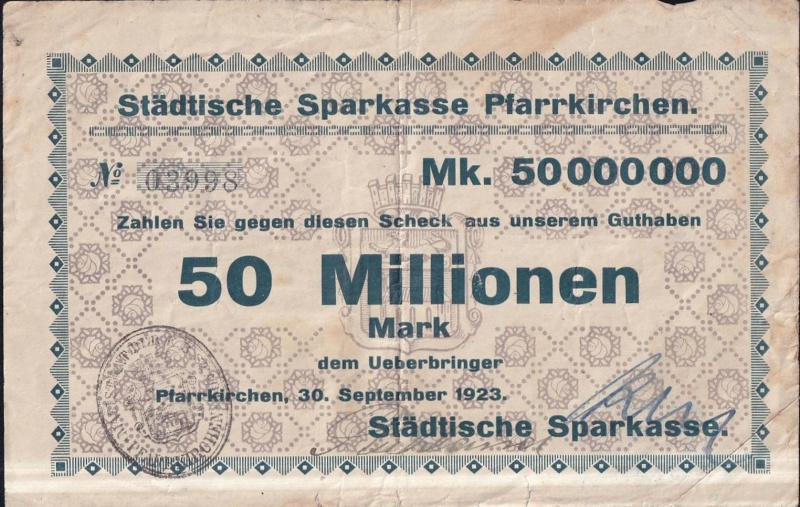 Städtische Sparkasse Pfarrkirchen.
№ 03998 Mk. 50000000
Zahlen Sie gegen diesen Scheck aus unserem Guthaben
50 Millionen
Mark
dem Ueberbringer
Pfarrkirchen, 30. September 1923.
Städtische Sparkasse.